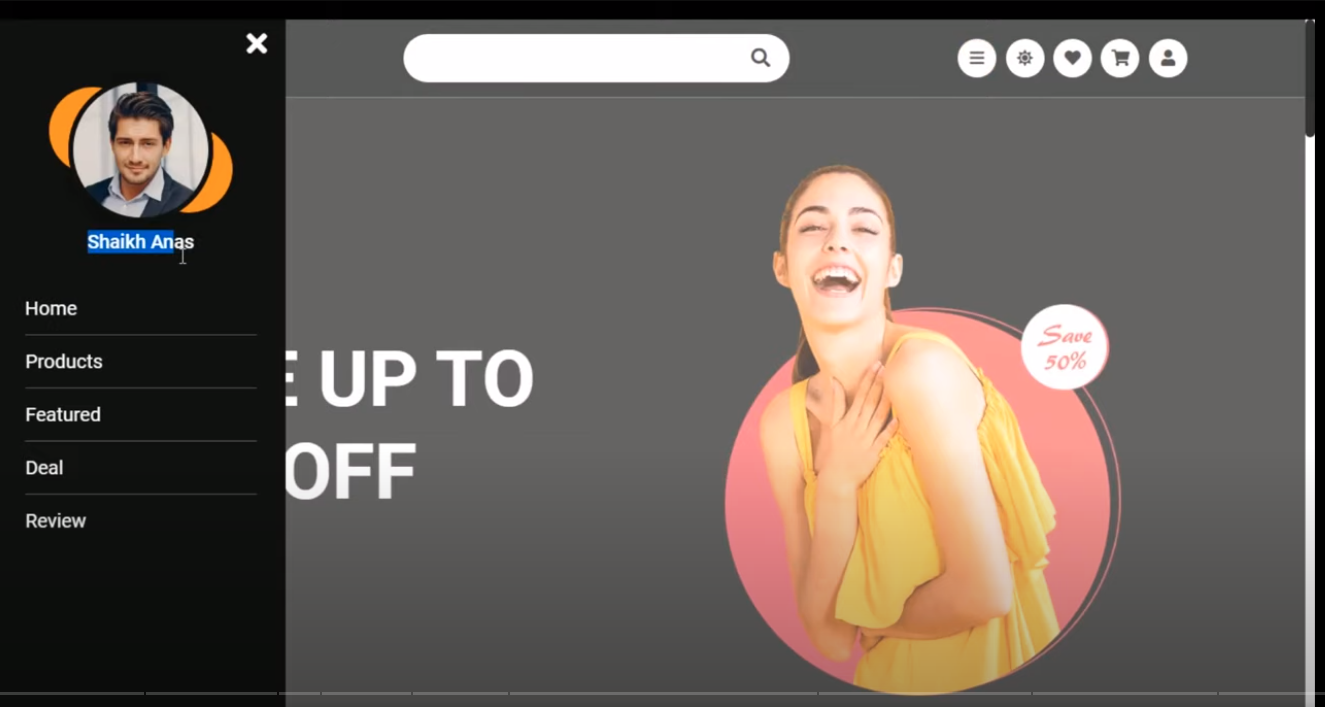 Shaikh Anas
Home
Products
Featured
Deal
Review
E UP TO
OFF
Save
50%